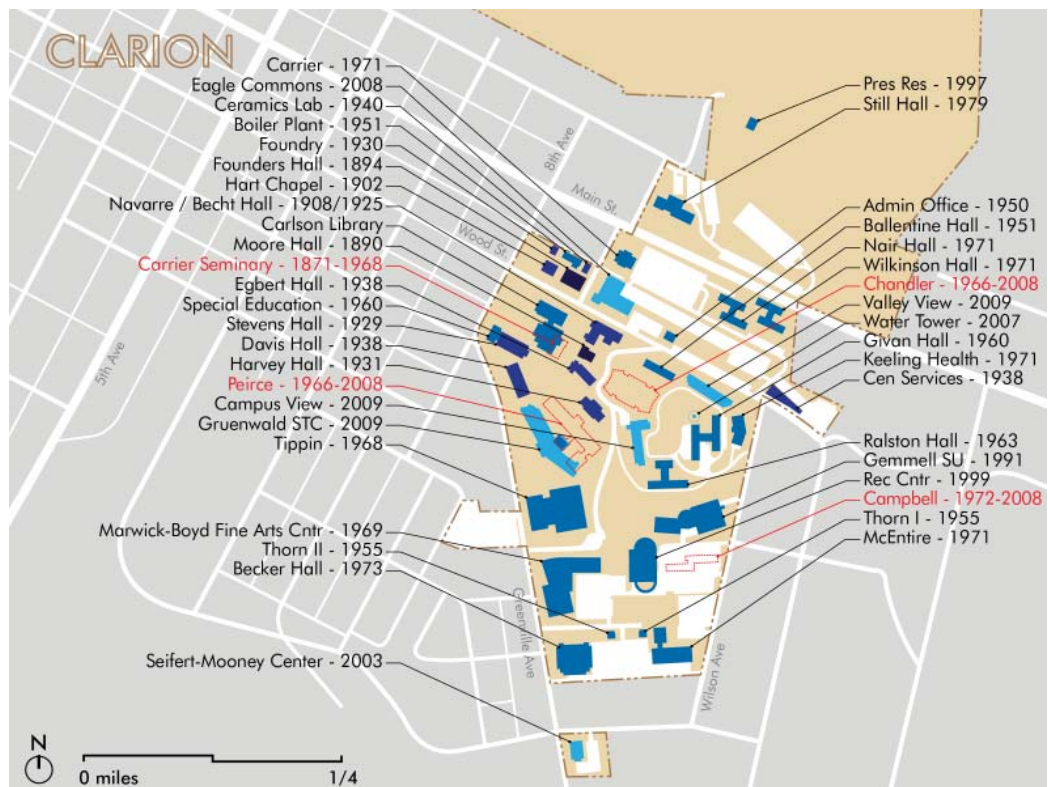 CLARION
Carrier - 1971
Eagle Commons - 2008
Ceramics Lab - 1940
Boiler Plant - 1951
Foundry - 1930
Founders Hall - 1894
Hart Chapel - 1902
Navarre / Becht Hall - 1908/1925
Carlson Library
Moore Hall - 1890
Carrier Seminary - 1871-1968
Egbert Hall - 1938
Special Education - 1960
Stevens Hall - 1929
Davis Hall - 1938
Harvey Hall - 1931
Peirce - 1966-2008
Campus View - 2009
Gruenwald STC - 2009
Tippin - 1968
Marwick-Boyd Fine Arts Cntr - 1969
Thorn II - 1955
Becker Hall - 1973
Seifert-Mooney Center - 2003
Pres Res - 1997
Still Hall - 1979
Admin Office - 1950
Ballentine Hall - 1951
Nair Hall - 1971
Wilkinson Hall - 1971
Chandler - 1966-2008
Valley View - 2009
Water Tower - 2007
Givan Hall - 1960
Keeling Health - 1971
Cen Services - 1938
Ralston Hall - 1963
Gemmell SU - 1991
Rec Cntr - 1999
Campbell - 1972-2008
Thorn I - 1955
McEntire - 1971
8th Ave
Main St.
Wood St.
5th Ave
Greenville Ave
Wilson Ave
N
0 miles
1/4